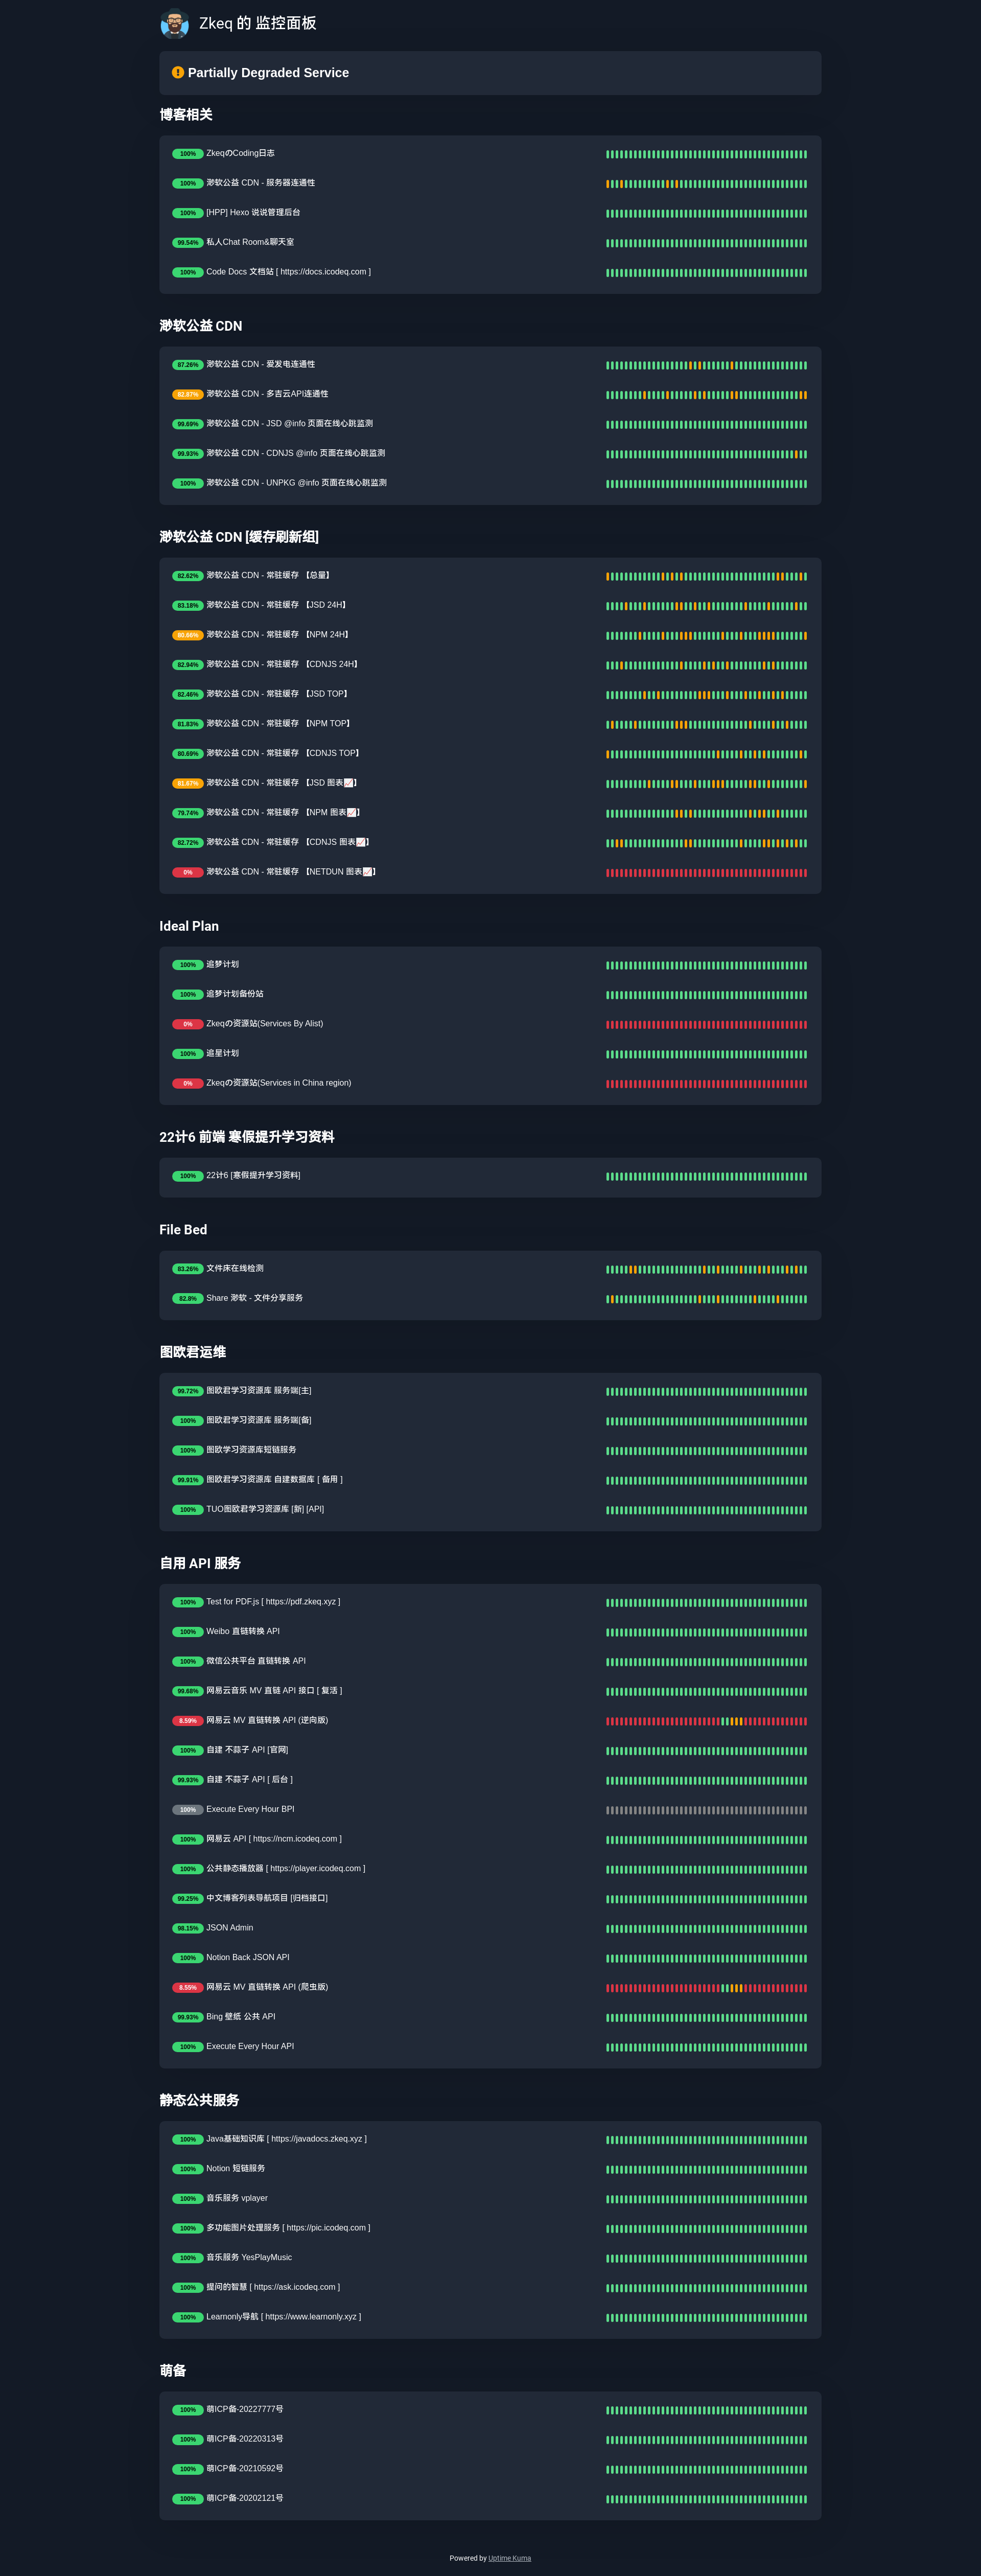 Zkeq 的 监控面板
Partially Degraded Service
博客相关
100% ZkeqのCoding日志
100% 渺软公益 CDN - 服务器连通性
100% [HPP] Hexo 说说管理后台
99.54% 私人Chat Room&聊天室
100% Code Docs 文档站 [ https://docs.icodeq.com ]
渺软公益 CDN
87.26% 渺软公益 CDN - 爱发电连通性
82.87% 渺软公益 CDN - 多吉云API连通性
99.69% 渺软公益 CDN - JSD @info 页面在线心跳监测
99.93% 渺软公益 CDN - CDNJS @info 页面在线心跳监测
100% 渺软公益 CDN - UNPKG @info 页面在线心跳监测
渺软公益 CDN [缓存刷新组]
82.62% 渺软公益 CDN - 常驻缓存 【总量】
83.18% 渺软公益 CDN - 常驻缓存 【JSD 24H】
80.66% 渺软公益 CDN - 常驻缓存 【NPM 24H】
82.94% 渺软公益 CDN - 常驻缓存 【CDNJS 24H】
82.46% 渺软公益 CDN - 常驻缓存 【JSD TOP】
81.83% 渺软公益 CDN - 常驻缓存 【NPM TOP】
80.69% 渺软公益 CDN - 常驻缓存 【CDNJS TOP】
81.67% 渺软公益 CDN - 常驻缓存 【JSD 图表📈】
79.74% 渺软公益 CDN - 常驻缓存 【NPM 图表📈】
82.72% 渺软公益 CDN - 常驻缓存 【CDNJS 图表📈】
0% 渺软公益 CDN - 常驻缓存 【NETDUN 图表📈】
Ideal Plan
100% 追梦计划
100% 追梦计划备份站
0% Zkeqの资源站(Services By Alist)
100% 追星计划
0% Zkeqの资源站(Services in China region)
22计6 前端 寒假提升学习资料
100% 22计6 [寒假提升学习资料]
File Bed
83.26% 文件床在线检测
82.8% Share 渺软 - 文件分享服务
图欧君运维
99.72% 图欧君学习资源库 服务端[主]
100% 图欧君学习资源库 服务端[备]
100% 图欧学习资源库短链服务
99.91% 图欧君学习资源库 自建数据库 [ 备用 ]
100% TUO图欧君学习资源库 [新] [API]
自用 API 服务
100% Test for PDF.js [ https://pdf.zkeq.xyz ]
100% Weibo 直链转换 API
100% 微信公共平台 直链转换 API
99.68% 网易云音乐 MV 直链 API 接口 [ 复活 ]
8.59% 网易云 MV 直链转换 API (逆向版)
100% 自建 不蒜子 API [官网]
99.93% 自建 不蒜子 API [ 后台 ]
100% Execute Every Hour BPI
100% 网易云 API [ https://ncm.icodeq.com ]
100% 公共静态播放器 [ https://player.icodeq.com ]
99.25% 中文博客列表导航项目 [归档接口]
98.15% JSON Admin
100% Notion Back JSON API
8.55% 网易云 MV 直链转换 API (爬虫版)
99.93% Bing 壁纸 公共 API
100% Execute Every Hour API
静态公共服务
100% Java基础知识库 [ https://javadocs.zkeq.xyz ]
100% Notion 短链服务
100% 音乐服务 vplayer
100% 多功能图片处理服务 [ https://pic.icodeq.com ]
100% 音乐服务 YesPlayMusic
100% 提问的智慧 [ https://ask.icodeq.com ]
100% Learnonly导航 [ https://www.learnonly.xyz ]
萌备
100% 萌ICP备-20227777号
100% 萌ICP备-20220313号
100% 萌ICP备-20210592号
100% 萌ICP备-20202121号
Powered by Uptime Kuma